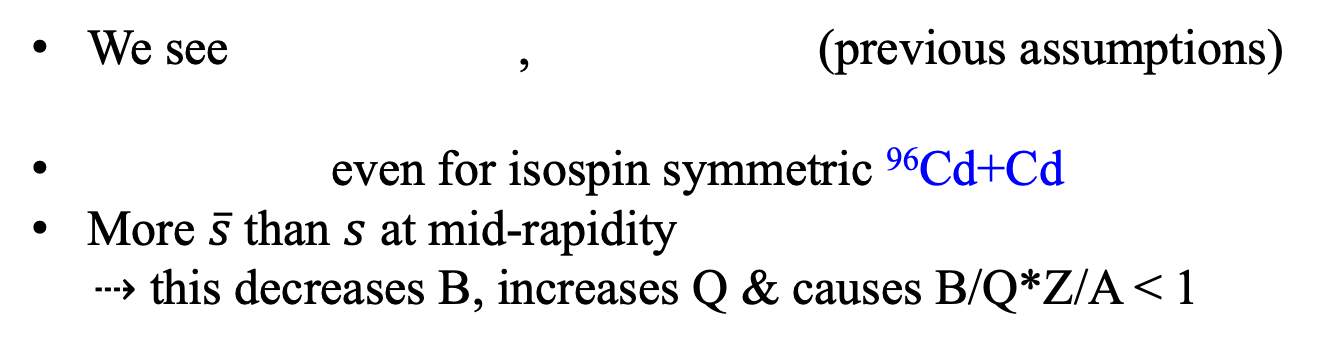 • We see , (previous assumptions)
• even for isospin symmetric ⁹⁶Cd+Cd
• More s̄ than s at mid-rapidity
⇢ this decreases B, increases Q & causes B/Q*Z/A < 1